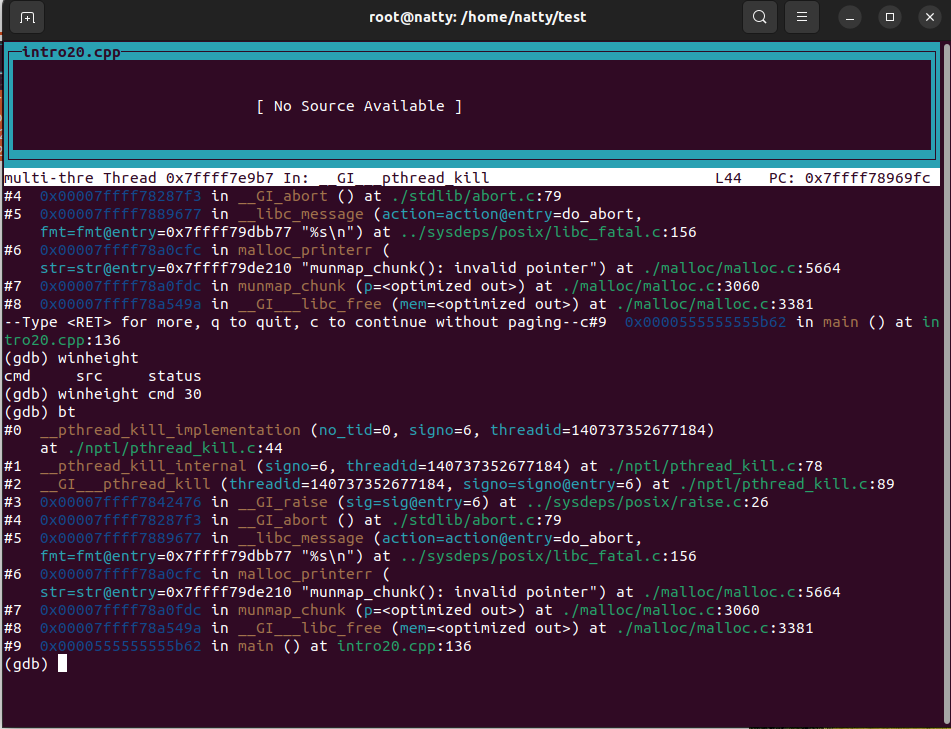 root@natty: /home/natty/test
intro20.cpp
[ No Source Available ]
multi-thre Thread 0x7ffff7e9b7 In: __GI___pthread_kill L44 PC: 0x7ffff78969fc
#4 0x00007ffff78287f3 in __GI_abort () at ./stdlib/abort.c:79
#5 0x00007ffff7889677 in __libc_message (action=action@entry=do_abort,
fmt=fmt@entry=0x7ffff79dbb77 "%s\n") at ../sysdeps/posix/libc_fatal.c:156
#6 0x00007ffff78a0cfc in malloc_printerr (
str=str@entry=0x7ffff79de210 "munmap_chunk(): invalid pointer") at ./malloc/malloc.c:5664
#7 0x00007ffff78a0fdc in munmap_chunk (p=<optimized out>) at ./malloc/malloc.c:3060
#8 0x00007ffff78a549a in __GI___libc_free (mem=<optimized out>) at ./malloc/malloc.c:3381
--Type <RET> for more, q to quit, c to continue without paging--c#9 0x0000555555555b62 in main () at in
tro20.cpp:136
(gdb) winheight
cmd src status
(gdb) winheight cmd 30
(gdb) bt
#0 __pthread_kill_implementation (no_tid=0, signo=6, threadid=140737352677184)
at ./nptl/pthread_kill.c:44
#1 __pthread_kill_internal (signo=6, threadid=140737352677184) at ./nptl/pthread_kill.c:78
#2 __GI___pthread_kill (threadid=140737352677184, signo=signo@entry=6) at ./nptl/pthread_kill.c:89
#3 0x00007ffff7842476 in __GI_raise (sig=sig@entry=6) at ../sysdeps/posix/raise.c:26
#4 0x00007ffff78287f3 in __GI_abort () at ./stdlib/abort.c:79
#5 0x00007ffff7889677 in __libc_message (action=action@entry=do_abort,
fmt=fmt@entry=0x7ffff79dbb77 "%s\n") at ../sysdeps/posix/libc_fatal.c:156
#6 0x00007ffff78a0cfc in malloc_printerr (
str=str@entry=0x7ffff79de210 "munmap_chunk(): invalid pointer") at ./malloc/malloc.c:5664
#7 0x00007ffff78a0fdc in munmap_chunk (p=<optimized out>) at ./malloc/malloc.c:3060
#8 0x00007ffff78a549a in __GI___libc_free (mem=<optimized out>) at ./malloc/malloc.c:3381
#9 0x0000555555555b62 in main () at intro20.cpp:136
(gdb)